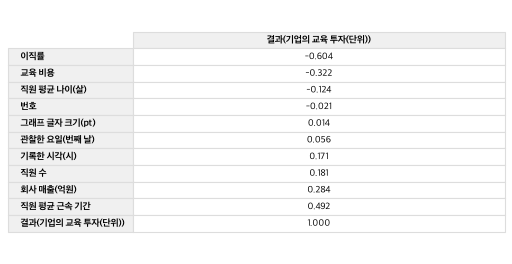 결과(기업의 교육 투자(단위))
이직률 -0.604
교육 비용 -0.322
직원 평균 나이(살) -0.124
번호 -0.021
그래프 글자 크기(pt) 0.014
관찰한 요일(번째 날) 0.056
기록한 시각(시) 0.171
직원 수 0.181
회사 매출(억원) 0.284
직원 평균 근속 기간 0.492
결과(기업의 교육 투자(단위)) 1.000